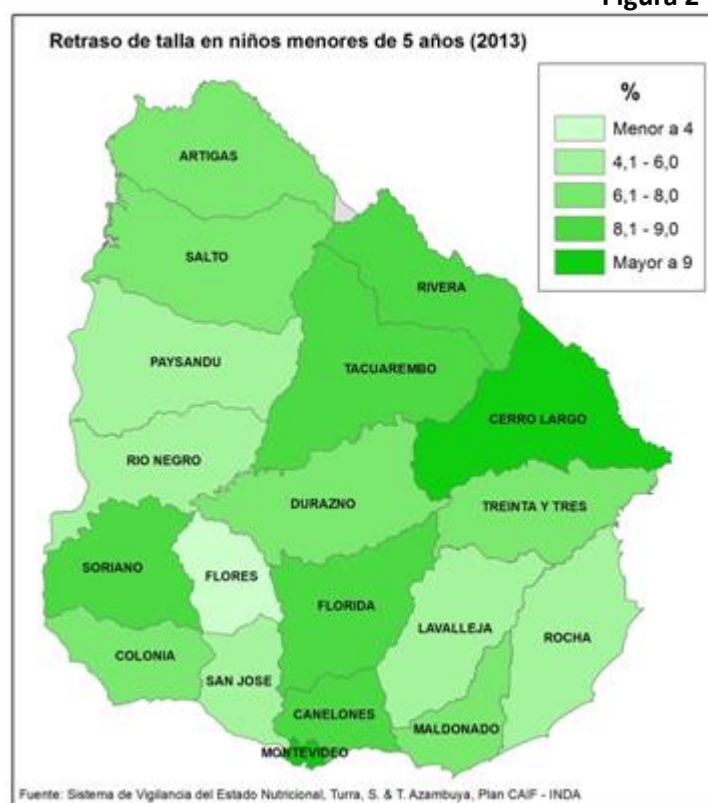 Figura 2
Retraso de talla en niños menores de 5 años (2013)
%
Menor a 4
4,1 - 6,0
6,1 - 8,0
8,1 - 9,0
Mayor a 9
ARTIGAS
SALTO
RIVERA
PAYSANDU
TACUAREMBO
CERRO LARGO
RIO NEGRO
DURAZNO
TREINTA Y TRES
SORIANO
FLORES
FLORIDA
LAVALLEJA
ROCHA
COLONIA
SAN JOSE
CANELONES
MALDONADO
MONTEVIDEO
Fuente: Sistema de Vigilancia del Estado Nutricional, Turra, S. & T. Azambuya, Plan CAIF - INDA